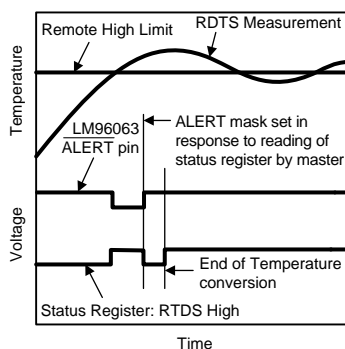 RDTS Measurement
Remote High Limit
Temperature
LM96063
ALERT pin
ALERT mask set in
response to reading of
status register by master
Voltage
End of Temperature
conversion
Status Register: RTDS High
Time